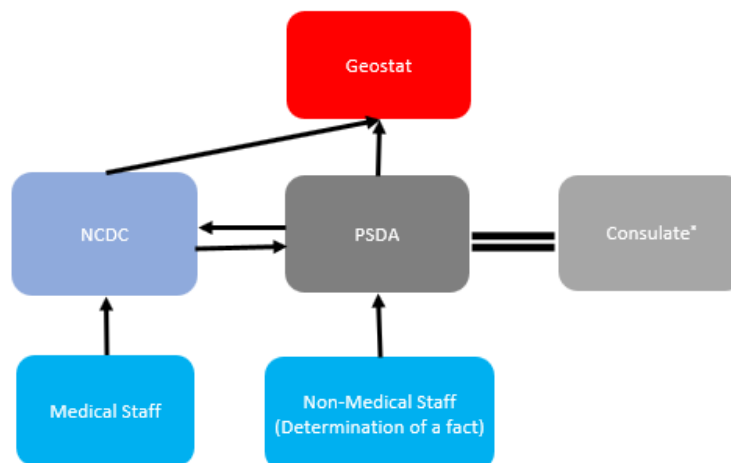 Geostat
NCDC
PSDA
Consulate*
Medical Staff
Non-Medical Staff
(Determination of a fact)